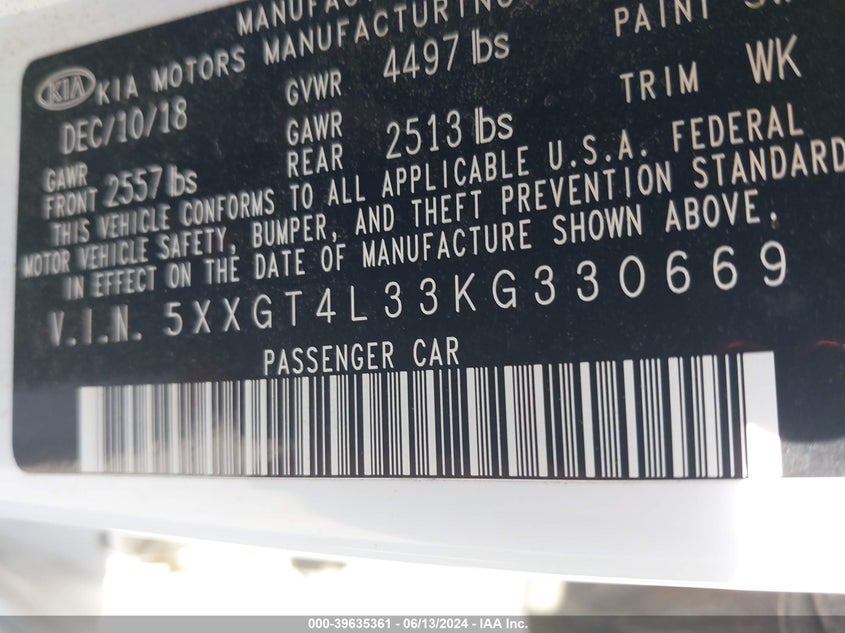 KIA KIA MOTORS MANUFACTURING PAINT
DEC/10/18 GVWR 4497 lbs TRIM WK
GAWR FRONT 2557 lbs GAWR REAR 2513 lbs
THIS VEHICLE CONFORMS TO ALL APPLICABLE U.S.A. FEDERAL
MOTOR VEHICLE SAFETY, BUMPER, AND THEFT PREVENTION STANDARD
IN EFFECT ON THE DATE OF MANUFACTURE SHOWN ABOVE.
V.I.N. 5XXGT4L33KG330669
PASSENGER CAR
000-39635361 - 06/13/2024 - IAA Inc.